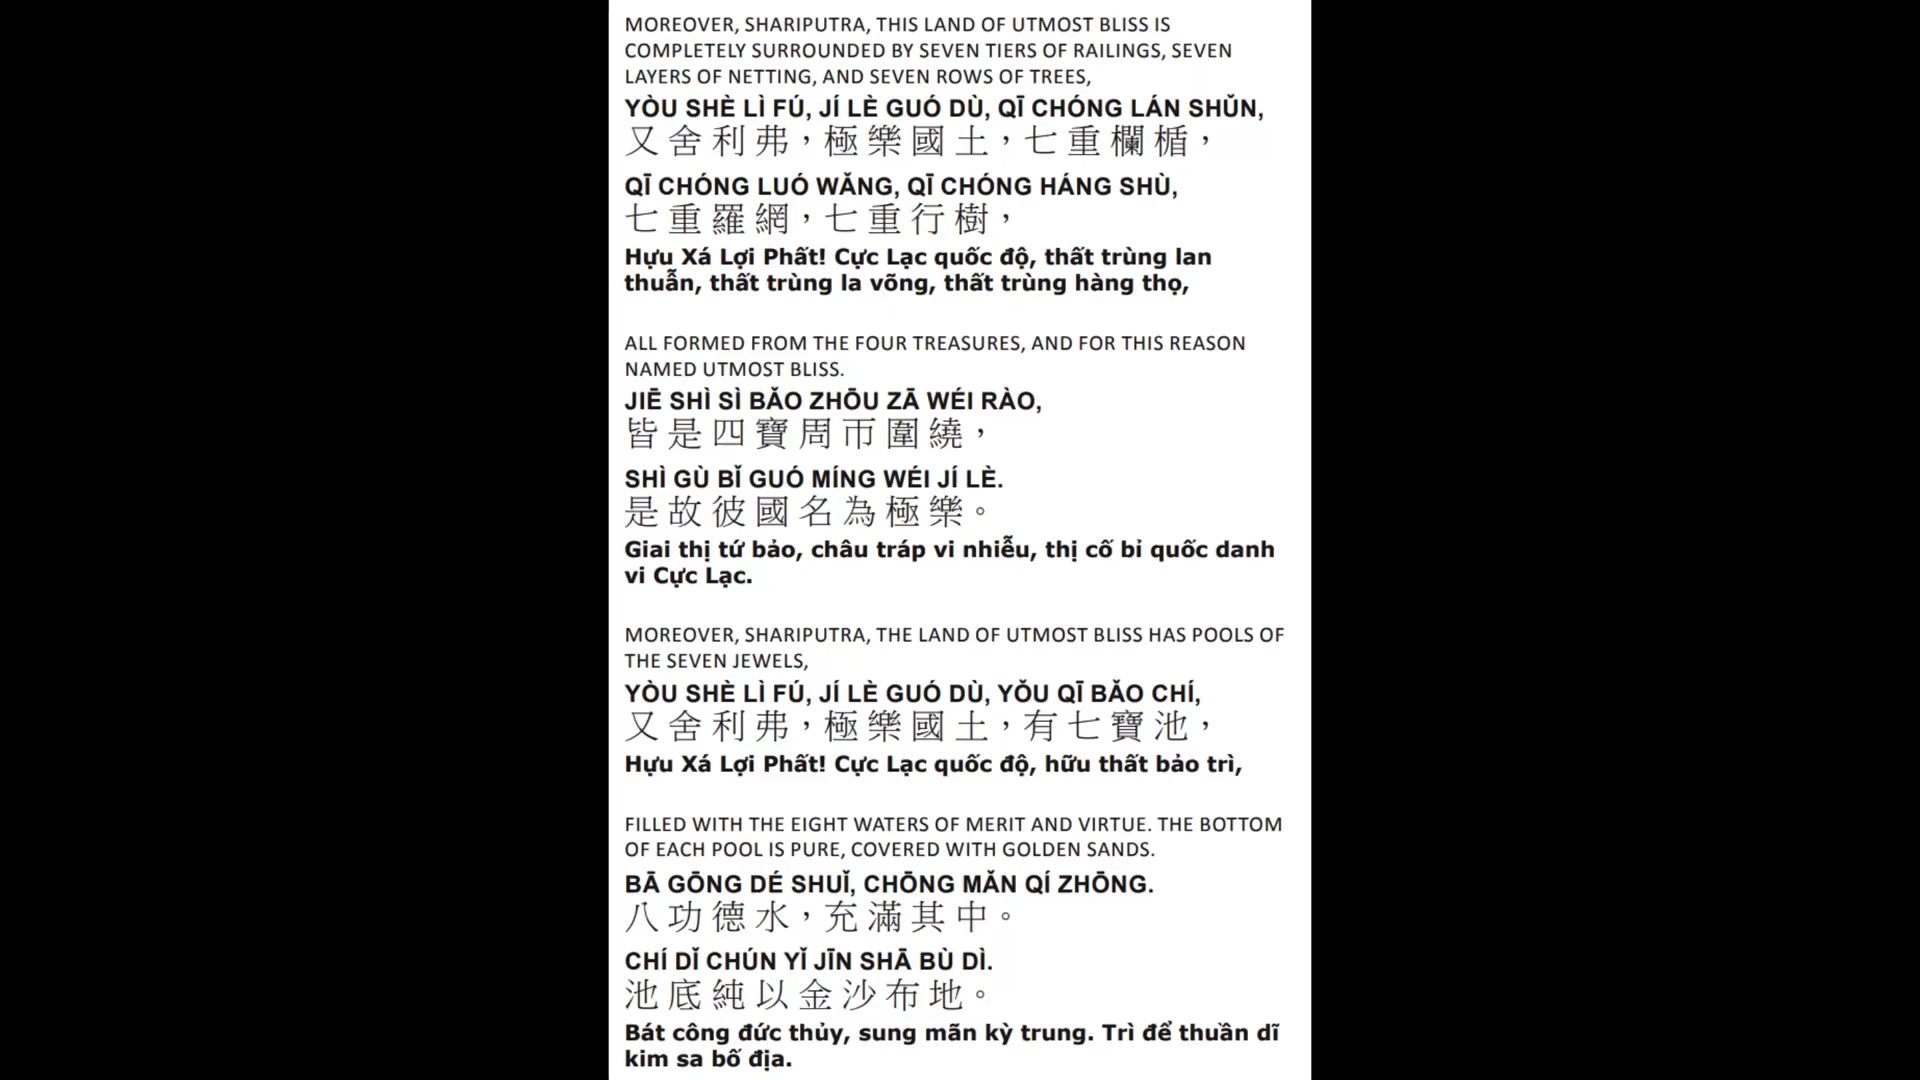 MOREOVER, SHARIPUTRA, THIS LAND OF UTMOST BLISS IS
COMPLETELY SURROUNDED BY SEVEN TIERS OF RAILINGS, SEVEN
LAYERS OF NETTING, AND SEVEN ROWS OF TREES,
YÒU SHÈ LÌ FÚ, JÍ LÈ GUÓ DÙ, QĪ CHÓNG LÁN SHǓN,
又舍利弗，極樂國土，七重欄楯，
QĪ CHÓNG LUÓ WǍNG, QĪ CHÓNG HÁNG SHÙ,
七重羅網，七重行樹，
Hựu Xá Lợi Phất! Cực Lạc quốc độ, thất trùng lan
thuẫn, thất trùng la võng, thất trùng hàng thọ,
ALL FORMED FROM THE FOUR TREASURES, AND FOR THIS REASON
NAMED UTMOST BLISS.
JIĒ SHÌ SÌ BǍO ZHŌU ZĀ WÉI RÀO,
皆是四寶周帀圍繞，
SHÌ GÙ BǏ GUÓ MÍNG WÉI JÍ LÈ.
是故彼國名為極樂。
Giai thị tứ bảo, châu tráp vi nhiễu, thị cố bỉ quốc danh
vi Cực Lạc.
MOREOVER, SHARIPUTRA, THE LAND OF UTMOST BLISS HAS POOLS OF
THE SEVEN JEWELS,
YÒU SHÈ LÌ FÚ, JÍ LÈ GUÓ DÙ, YǑU QĪ BǍO CHÍ,
又舍利弗，極樂國土，有七寶池，
Hựu Xá Lợi Phất! Cực Lạc quốc độ, hữu thất bảo trì,
FILLED WITH THE EIGHT WATERS OF MERIT AND VIRTUE. THE BOTTOM
OF EACH POOL IS PURE, COVERED WITH GOLDEN SANDS.
BĀ GŌNG DÉ SHUǏ, CHŌNG MǍN QÍ ZHŌNG.
八功德水，充滿其中。
CHÍ DǏ CHÚN YǏ JĪN SHĀ BÙ DÌ.
池底純以金沙布地。
Bát công đức thủy, sung mãn kỳ trung. Trì để thuần dĩ
kim sa bố địa.